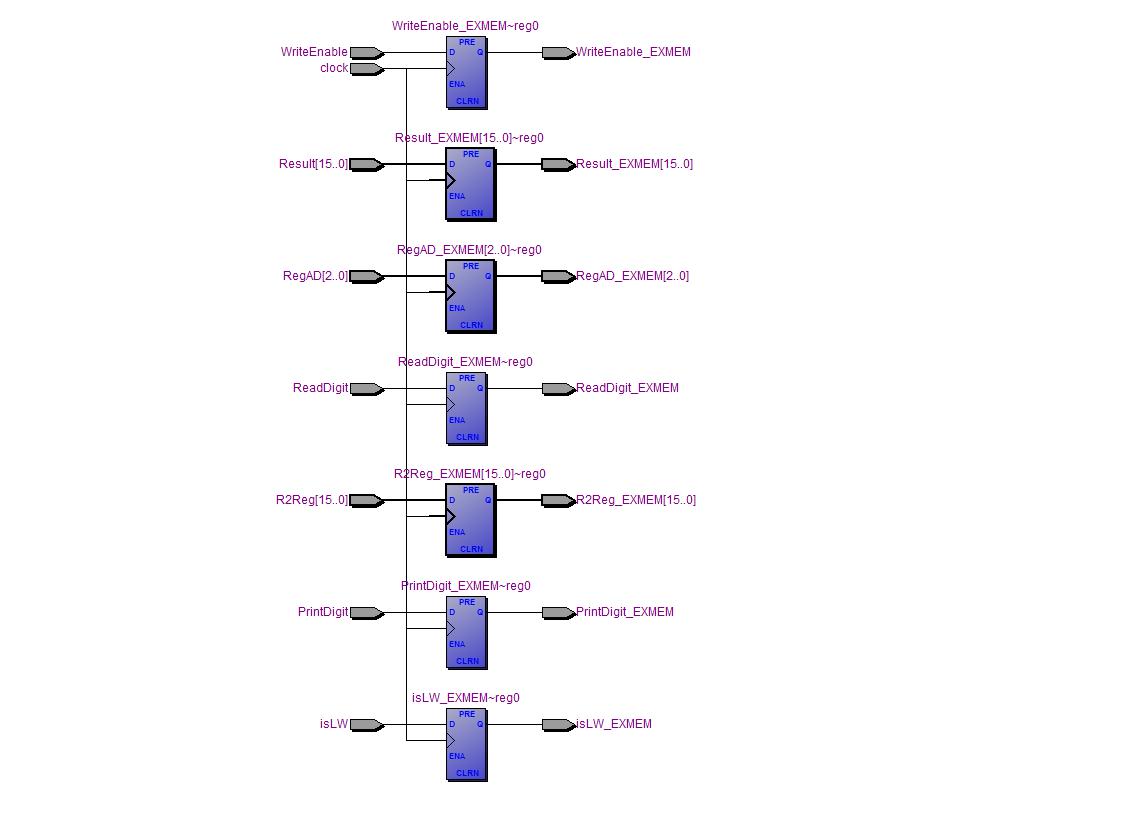 WriteEnable_EXMEM~reg0
PRE
WriteEnable D Q WriteEnable_EXMEM
clock
ENA
CLRN
Result_EXMEM[15..0]~reg0
PRE
Result[15..0] D Q Result_EXMEM[15..0]
ENA
CLRN
RegAD_EXMEM[2..0]~reg0
PRE
RegAD[2..0] D Q RegAD_EXMEM[2..0]
ENA
CLRN
ReadDigit_EXMEM~reg0
PRE
ReadDigit D Q ReadDigit_EXMEM
ENA
CLRN
R2Reg_EXMEM[15..0]~reg0
PRE
R2Reg[15..0] D Q R2Reg_EXMEM[15..0]
ENA
CLRN
PrintDigit_EXMEM~reg0
PRE
PrintDigit D Q PrintDigit_EXMEM
ENA
CLRN
isLW_EXMEM~reg0
PRE
isLW D Q isLW_EXMEM
ENA
CLRN